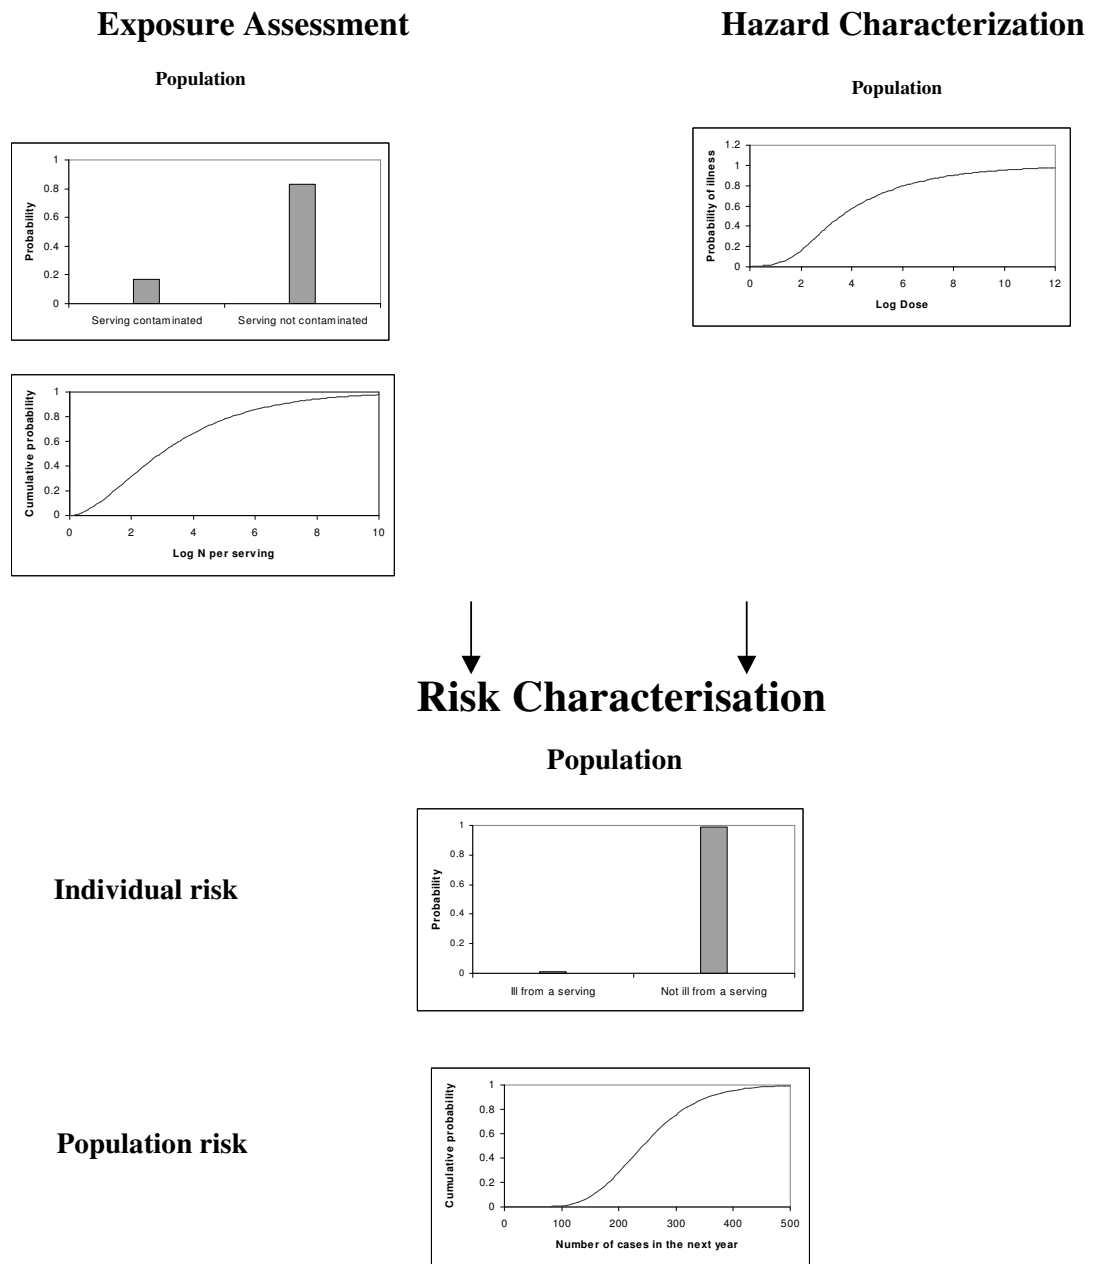 Exposure Assessment
Population
1
0.8
0.6
0.4
0.2
0
Probability
Serving contaminated Serving not contaminated
1
0.8
0.6
0.4
0.2
0
Cumulative probability
0 2 4 6 8 10
Log N per serving
Hazard Characterization
Population
1.2
1
0.8
0.6
0.4
0.2
0
Probability of illness
0 2 4 6 8 10 12
Log Dose
Risk Characterisation
Population
Individual risk
1
0.8
0.6
0.4
0.2
0
Probability
Ill from a serving Not ill from a serving
Population risk
1
0.8
0.6
0.4
0.2
0
Cumulative probability
0 100 200 300 400 500
Number of cases in the next year